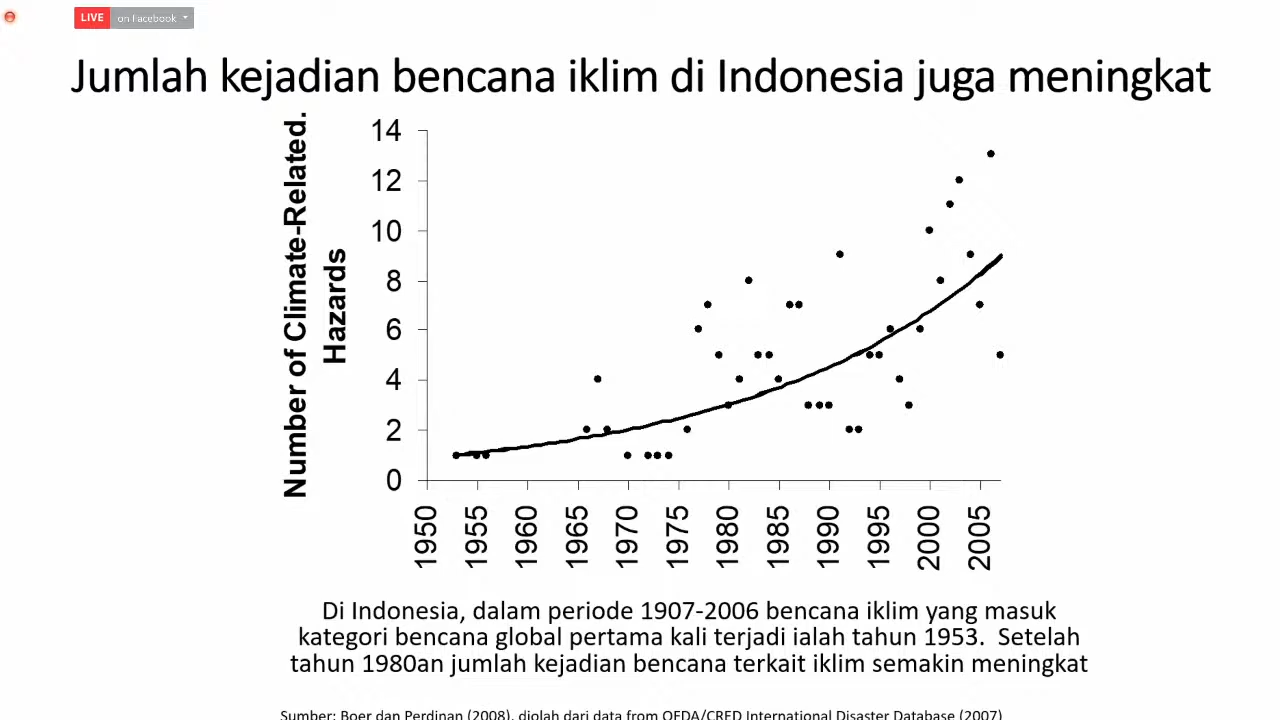 LIVE on Facebook
Jumlah kejadian bencana iklim di Indonesia juga meningkat
Number of Climate-Related.
Hazards
14
12
10
8
6
4
2
0
1950 1955 1960 1965 1970 1975 1980 1985 1990 1995 2000 2005
Di Indonesia, dalam periode 1907-2006 bencana iklim yang masuk
kategori bencana global pertama kali terjadi ialah tahun 1953. Setelah
tahun 1980an jumlah kejadian bencana terkait iklim semakin meningkat
Sumber: Boer dan Perdinan (2008), diolah dari data from OFDA/CRED International Disaster Database (2007)